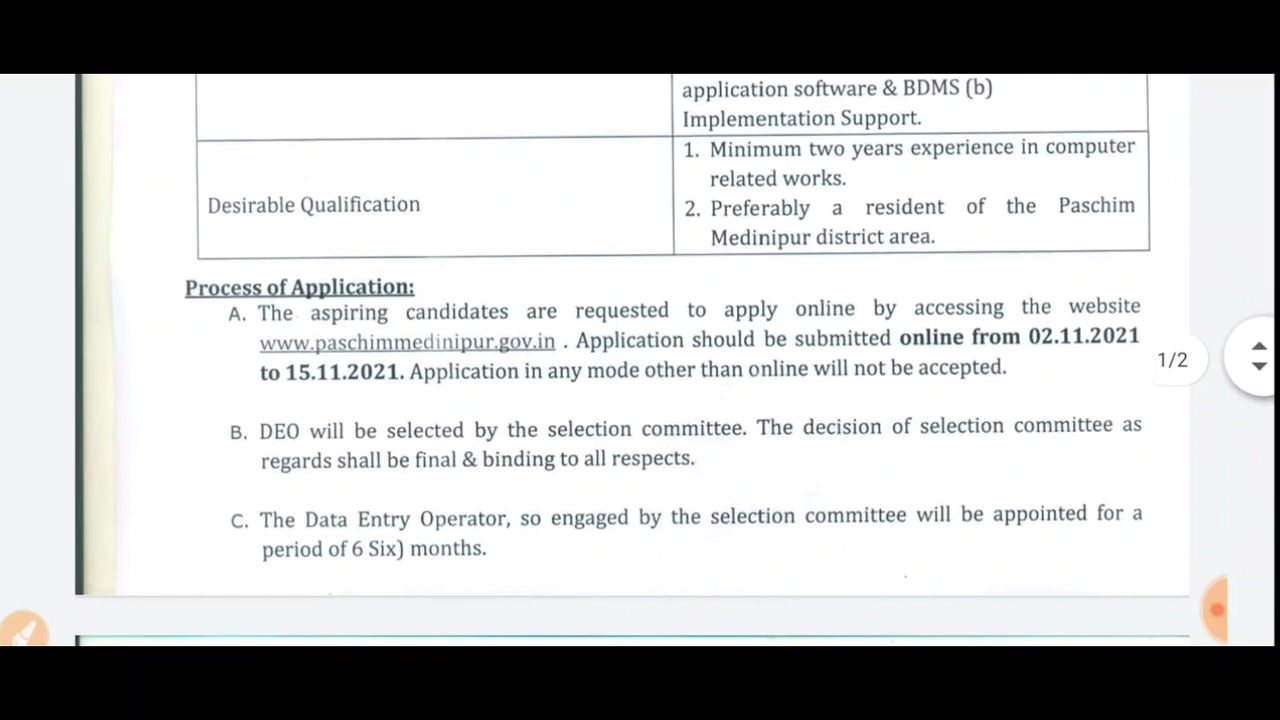 application software & BDMS (b)
Implementation Support.
Desirable Qualification
1. Minimum two years experience in computer
related works.
2. Preferably a resident of the Paschim
Medinipur district area.
Process of Application:
A. The aspiring candidates are requested to apply online by accessing the website
www.paschimmedinipur.gov.in . Application should be submitted online from 02.11.2021
to 15.11.2021. Application in any mode other than online will not be accepted.
1/2
B. DEO will be selected by the selection committee. The decision of selection committee as
regards shall be final & binding to all respects.
C. The Data Entry Operator, so engaged by the selection committee will be appointed for a
period of 6 Six) months.